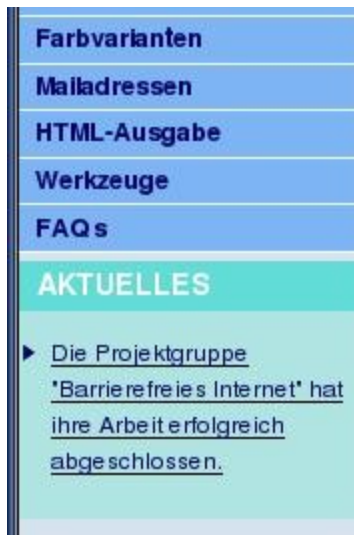 Farbvarianten
Mailadressen
HTML-Ausgabe
Werkzeuge
FAQs
AKTUELLES
Die Projektgruppe
"Barrierefreies Internet" hat
ihre Arbeit erfolgreich
abgeschlossen.